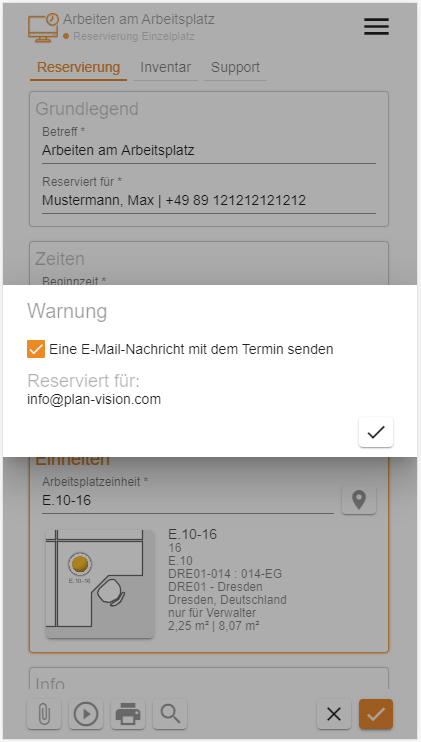 Arbeiten am Arbeitsplatz
Reservierung Einzelplatz
Reservierung Inventar Support
Grundlegend
Betreff *
Arbeiten am Arbeitsplatz
Reserviert für *
Mustermann, Max | +49 89 121212121212
Zeiten
Beginnzeit *
Warnung
Eine E-Mail-Nachricht mit dem Termin senden
Reserviert für:
info@plan-vision.com
Einheiten
Arbeitsplatzeinheit *
E.10-16
E.10-16
E.10-16
16
E.10
DRE01-014 : 014-EG
DRE01 - Dresden
Dresden, Deutschland
nur für Verwalter
2,25 m² | 8,07 m²
Info